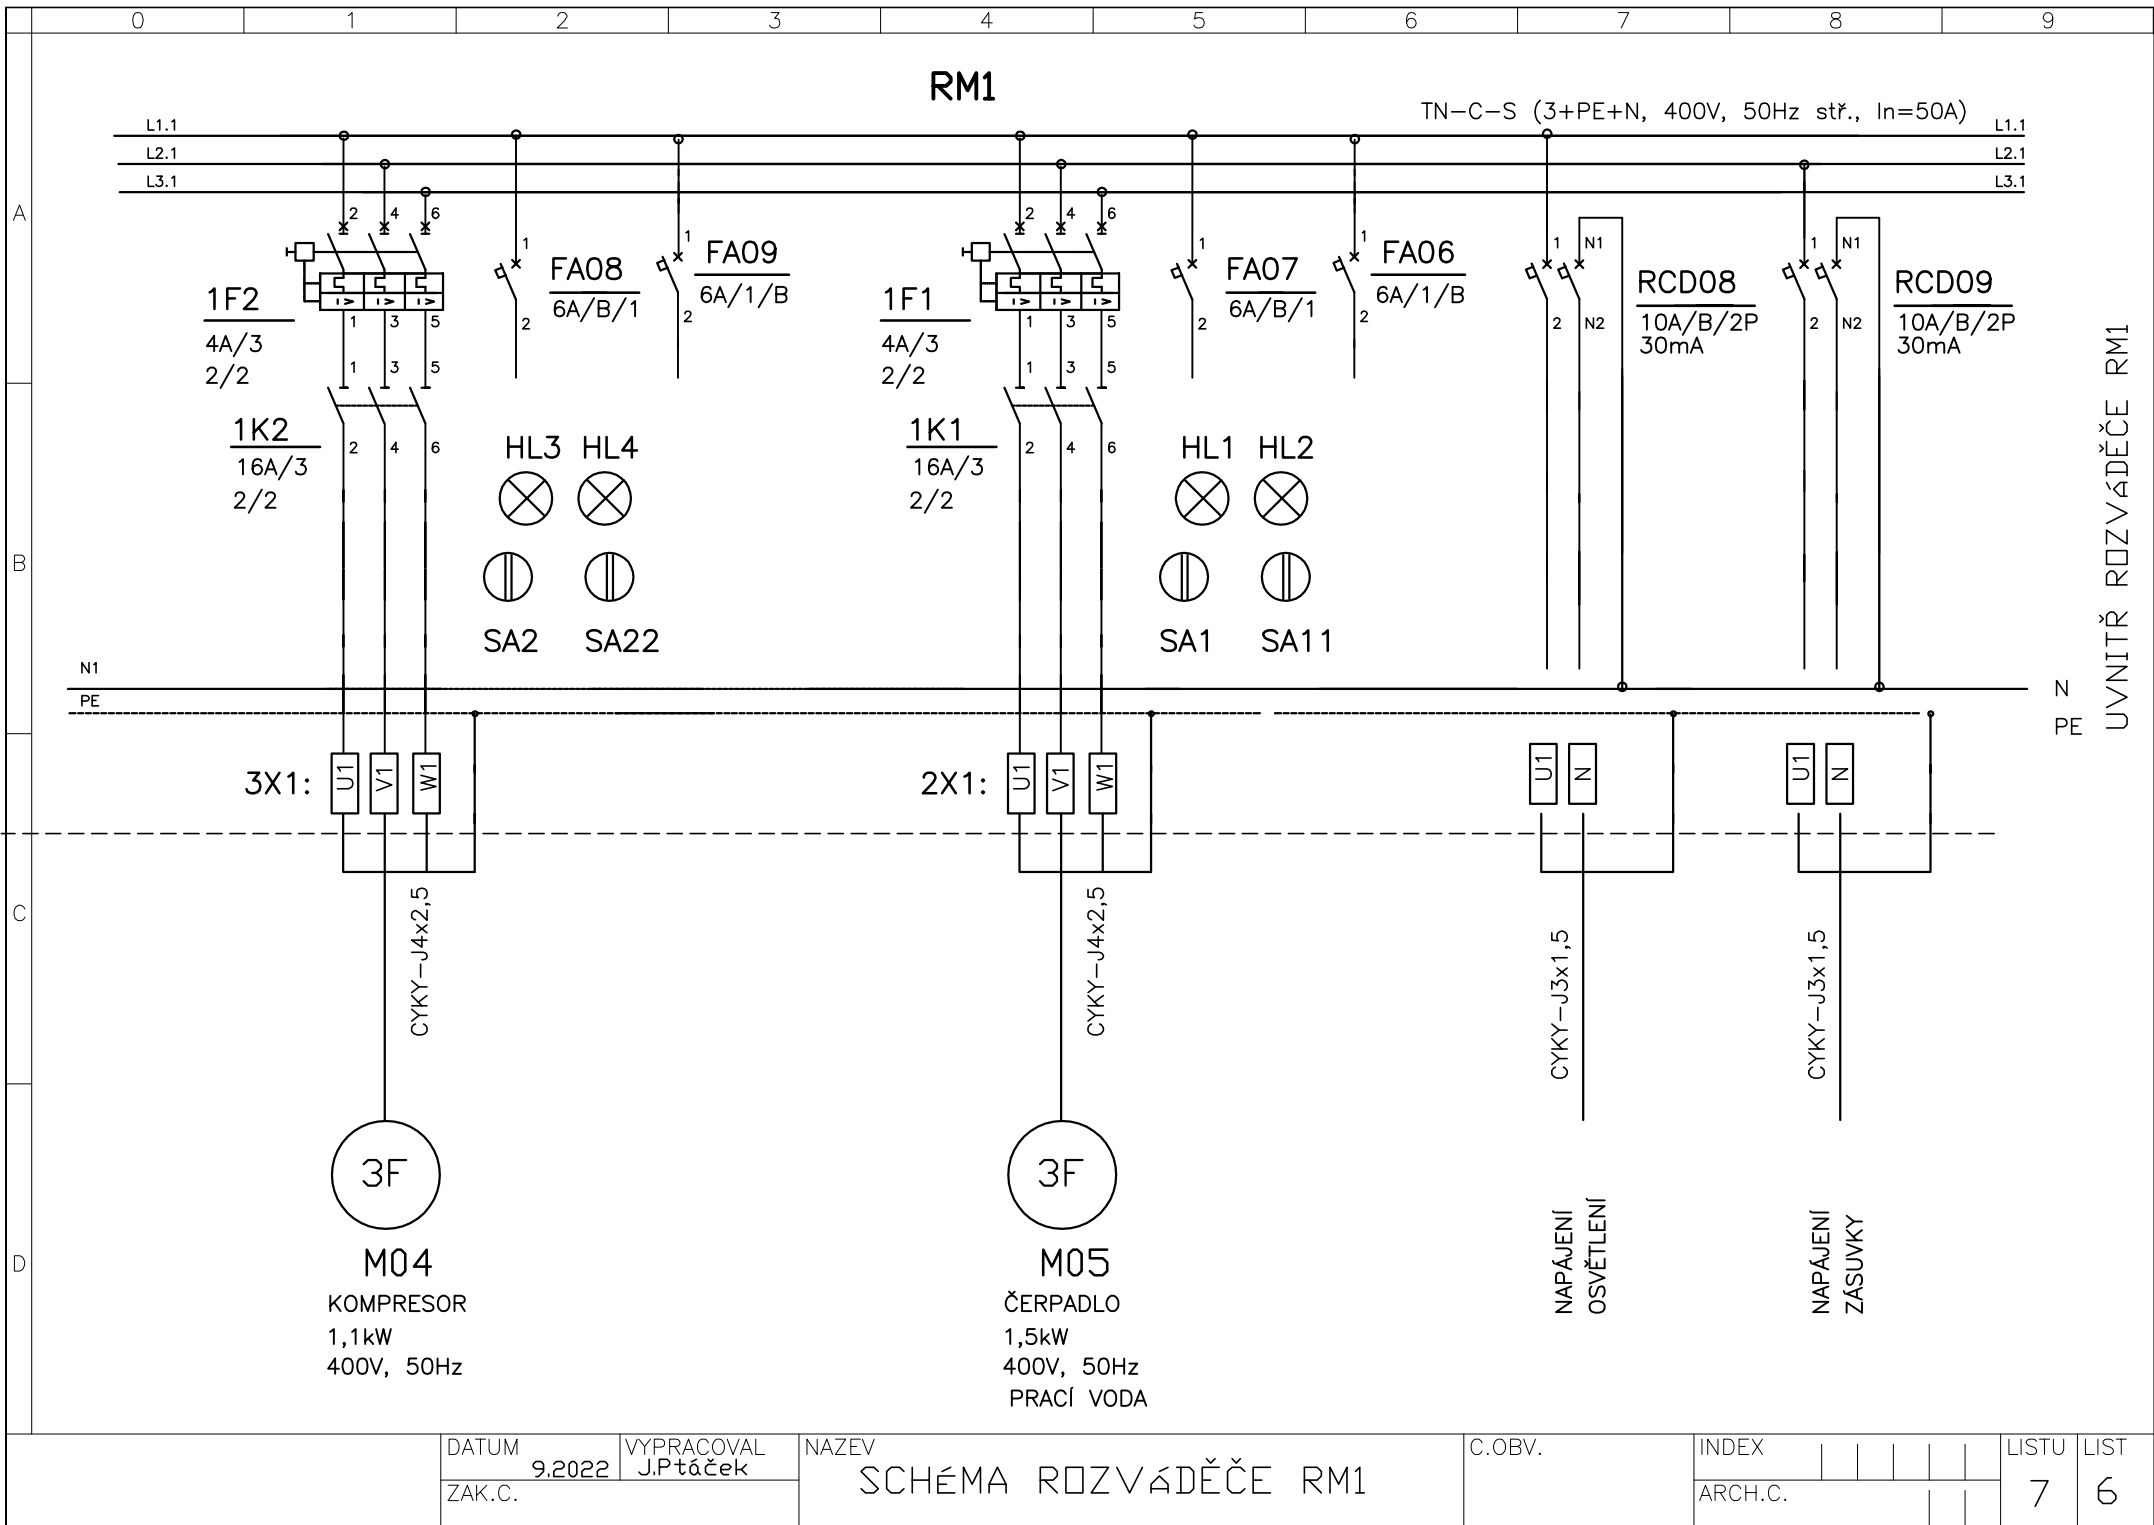 0 1 2 3 4 5 6 7 8 9
RM1
TN-C-S (3+PE+N, 400V, 50Hz stř., In=50A)
L1.1 L1.1
L2.1 L2.1
L3.1 L3.1
A
2 4 6
1F2
4A/3
2/2
1 3 5
1 3 5
1K2
16A/3
2/2
2 4 6
1
FA08
6A/B/1
2
1
FA09
6A/1/B
2
HL3 HL4
SA2 SA22
2 4 6
1F1
4A/3
2/2
1 3 5
1 3 5
1K1
16A/3
2/2
2 4 6
1
FA07
6A/B/1
2
1
FA06
6A/1/B
2
HL1 HL2
SA1 SA11
1 N1
RCD08
10A/B/2P
30mA
2 N2
1 N1
RCD09
10A/B/2P
30mA
2 N2
UVNITŘ ROZVáDĚČE RM1
B
N1 N
PE PE
3X1: U1 V1 W1
2X1: U1 V1 W1
U1 N
U1 N
C
CYKY-J4x2,5
CYKY-J4x2,5
CYKY-J3x1,5
CYKY-J3x1,5
D
3F
M04
KOMPRESOR
1,1kW
400V, 50Hz
3F
M05
ČERPADLO
1,5kW
400V, 50Hz
PRACÍ VODA
NAPÁJENÍ
OSVĚTLENÍ
NAPÁJENÍ
ZÁSUVKY
DATUM
9.2022
VYPRACOVAL
J.Ptáček
ZAK.C.
NAZEV
SCHéMA ROZVáDĚČE RM1
C.OBV.
INDEX
ARCH.C.
LISTU
7
LIST
6